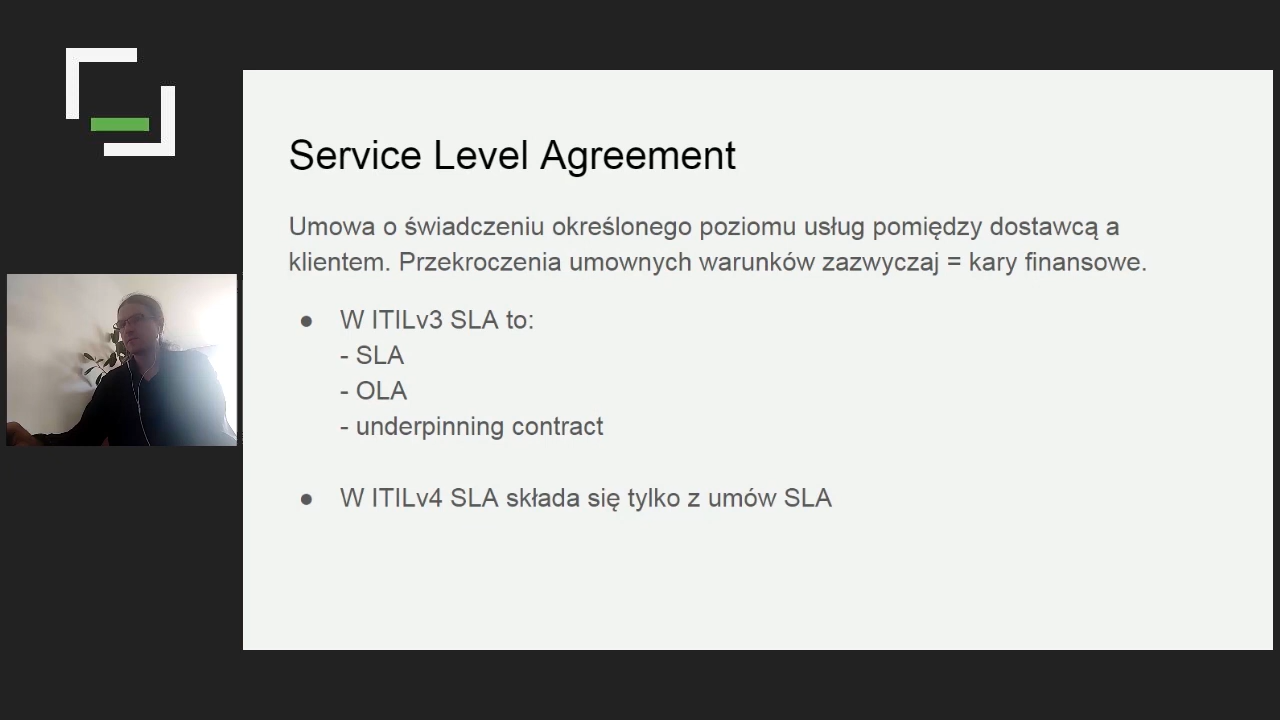 Service Level Agreement
Umowa o świadczeniu określonego poziomu usług pomiędzy dostawcą a
klientem. Przekroczenia umownych warunków zazwyczaj = kary finansowe.
● W ITILv3 SLA to:
- SLA
- OLA
- underpinning contract
● W ITILv4 SLA składa się tylko z umów SLA